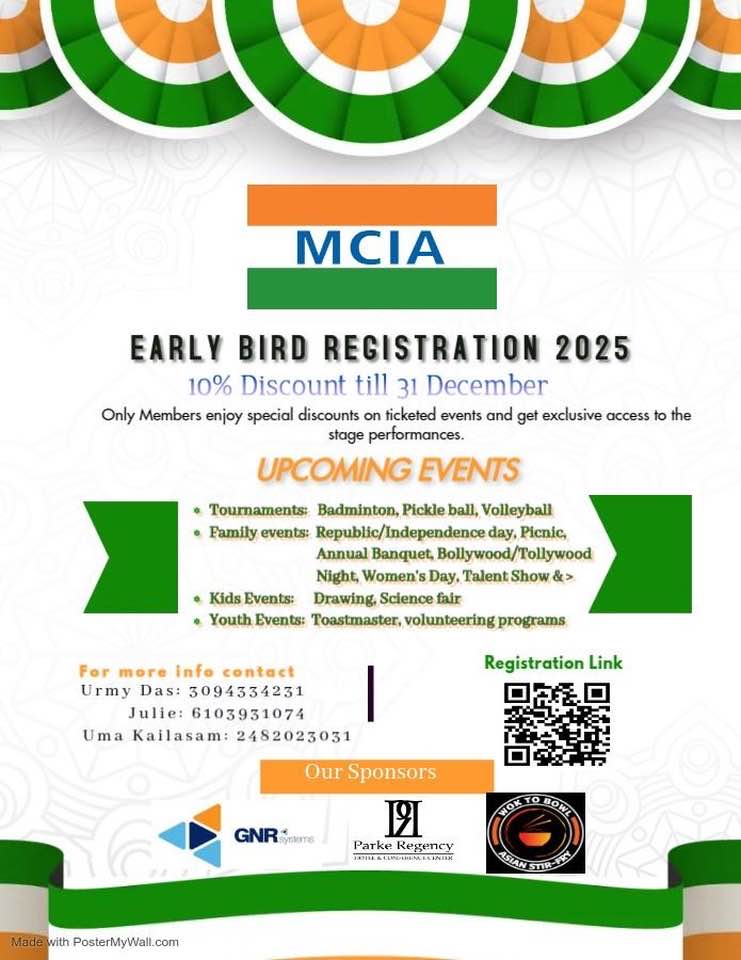 MCIA
EARLY BIRD REGISTRATION 2025
10% Discount till 31 December
Only Members enjoy special discounts on ticketed events and get exclusive access to the
stage performances.
UPCOMING EVENTS
• Tournaments: Badminton, Pickle ball, Volleyball
• Family events: Republic/Independence day, Picnic,
Annual Banquet, Bollywood/Tollywood
Night, Women's Day, Talent Show & >
• Kids Events: Drawing, Science fair
• Youth Events: Toastmaster, volunteering programs
For more info contact
Urmy Das: 3094334231
Julie: 6103931074
Uma Kailasam: 2482023031
Registration Link
Our Sponsors
GNR systems
Parke Regency
HOTEL & CONFERENCE CENTER
WOK TO BOWL
ASIAN STIR-FRY
Made with PosterMyWall.com